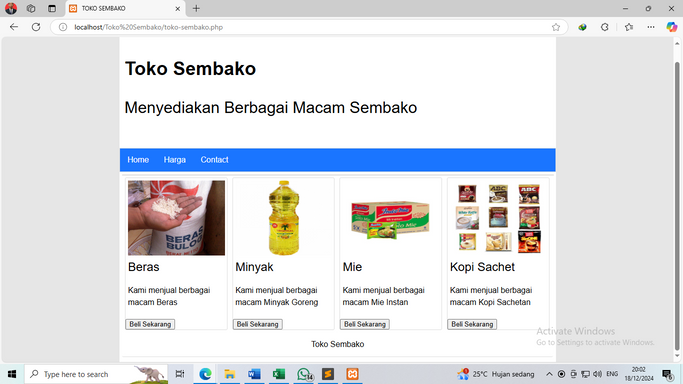 TOKO SEMBAKO
localhost/Toko%20Sembako/toko-sembako.php
Toko Sembako
Menyediakan Berbagai Macam Sembako
Home Harga Contact
BERAS
BULOG
Beras
Kami menjual berbagai
macam Beras
Beli Sekarang
Minyak
Kami menjual berbagai
macam Minyak Goreng
Beli Sekarang
Indomie
Mie
Kami menjual berbagai
macam Mie Instan
Beli Sekarang
ABC
ABC
Kopi Sachet
Kami menjual berbagai
macam Kopi Sachetan
Beli Sekarang
Toko Sembako
Activate Windows
Go to Settings to activate Windows.
Type here to search
14
25°C Hujan sedang
ENG
20:02
18/12/2024
6